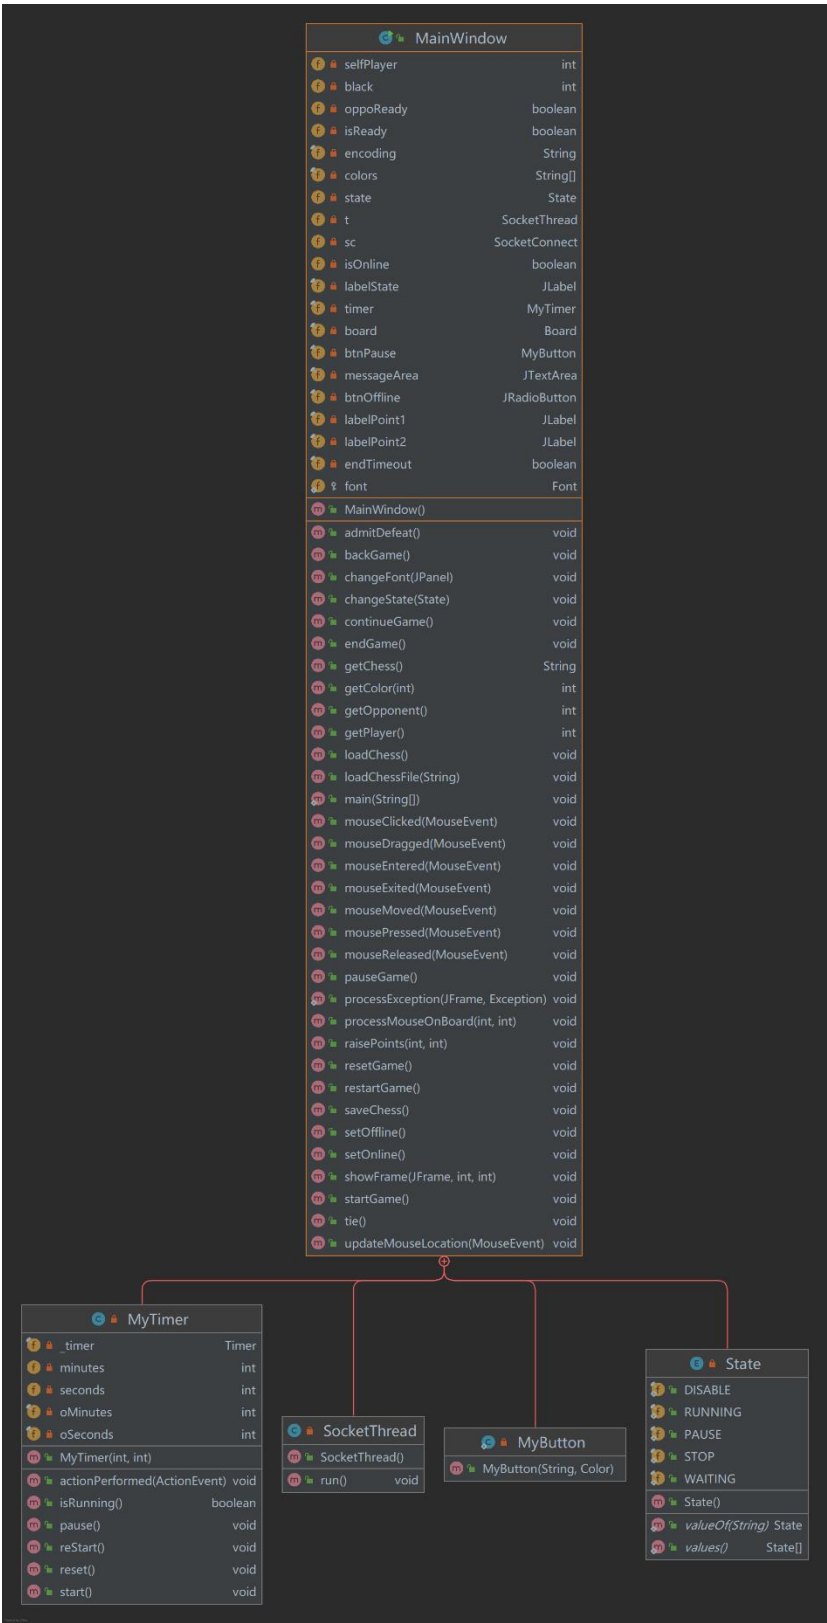 MainWindow
selfPlayer int
black int
oppoReady boolean
isReady boolean
encoding String
colors String[]
state State
t SocketThread
sc SocketConnect
isOnline boolean
labelState JLabel
timer MyTimer
board Board
btnPause MyButton
messageArea JTextArea
btnOffline JRadioButton
labelPoint1 JLabel
labelPoint2 JLabel
endTimeout boolean
font Font
MainWindow()
admitDefeat() void
backGame() void
changeFont(JPanel) void
changeState(State) void
continueGame() void
endGame() void
getChess() String
getColor(int) int
getOpponent() int
getPlayer() int
loadChess() void
loadChessFile(String) void
main(String[]) void
mouseClicked(MouseEvent) void
mouseDragged(MouseEvent) void
mouseEntered(MouseEvent) void
mouseExited(MouseEvent) void
mouseMoved(MouseEvent) void
mousePressed(MouseEvent) void
mouseReleased(MouseEvent) void
pauseGame() void
processException(JFrame, Exception) void
processMouseOnBoard(int, int) void
raisePoints(int, int) void
resetGame() void
restartGame() void
saveChess() void
setOffline() void
setOnline() void
showFrame(JFrame, int, int) void
startGame() void
tie() void
updateMouseLocation(MouseEvent) void
MyTimer
_timer Timer
minutes int
seconds int
oMinutes int
oSeconds int
MyTimer(int, int)
actionPerformed(ActionEvent) void
isRunning() boolean
pause() void
reStart() void
reset() void
start() void
SocketThread
SocketThread()
run() void
MyButton
MyButton(String, Color)
State
DISABLE
RUNNING
PAUSE
STOP
WAITING
State()
valueOf(String) State
values() State[]